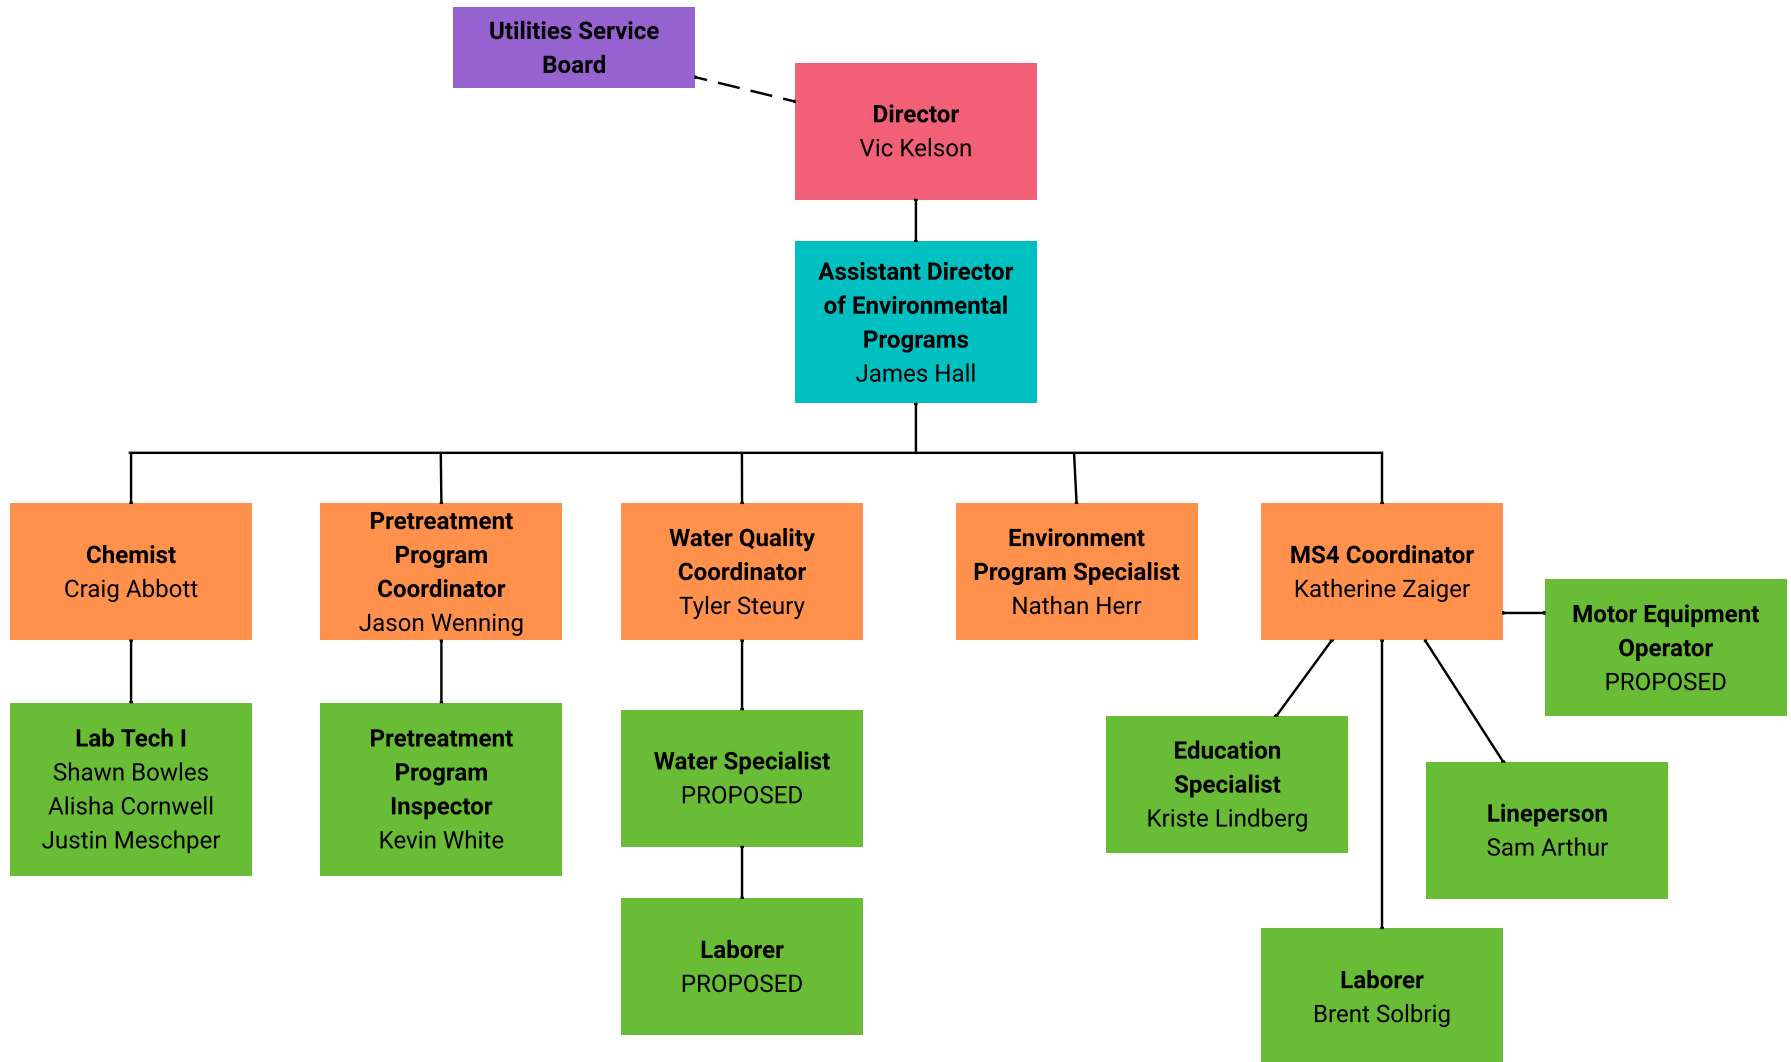 Utilities Service
Board
Director
Vic Kelson
Assistant Director
of Environmental
Programs
James Hall
Chemist
Craig Abbott
Pretreatment
Program
Coordinator
Jason Wenning
Water Quality
Coordinator
Tyler Steury
Environment
Program Specialist
Nathan Herr
MS4 Coordinator
Katherine Zaiger
Motor Equipment
Operator
PROPOSED
Lab Tech I
Shawn Bowles
Alisha Cornwell
Justin Meschper
Pretreatment
Program
Inspector
Kevin White
Water Specialist
PROPOSED
Education
Specialist
Kriste Lindberg
Lineperson
Sam Arthur
Laborer
PROPOSED
Laborer
Brent Solbrig